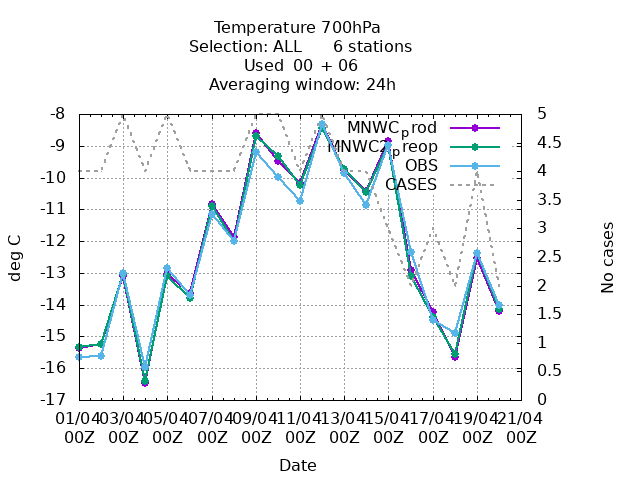 Temperature 700hPa
Selection: ALL 6 stations
Used 00 + 06
Averaging window: 24h
-8 5
MNWC_prod
-9 4.5
MNWC2_preop
OBS
-10 4
CASES
-11 3.5
-12 3
deg C
No cases
2.5
-13
-14 2
-15 1.5
1
-16 0.5
-17 0
01/04 03/04 05/04 07/04 09/04 11/04 13/04 15/04 17/04 19/04 21/04
00Z 00Z 00Z 00Z 00Z 00Z 00Z 00Z 00Z 00Z 00Z
Date